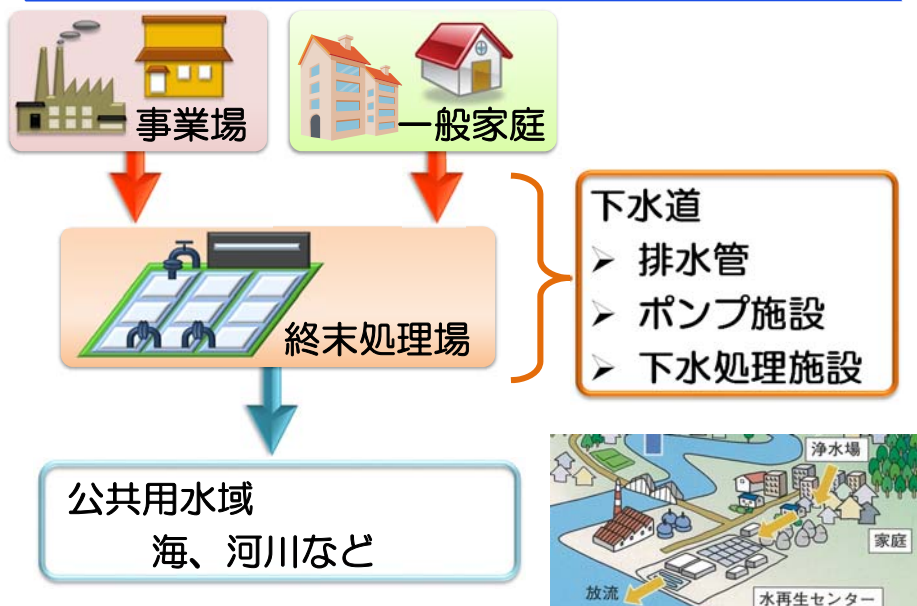 事業場
一般家庭
終末処理場
下水道
➢ 排水管
➢ ポンプ施設
➢ 下水処理施設
公共用水域
海、河川など
浄水場
家庭
放流
水再生センター